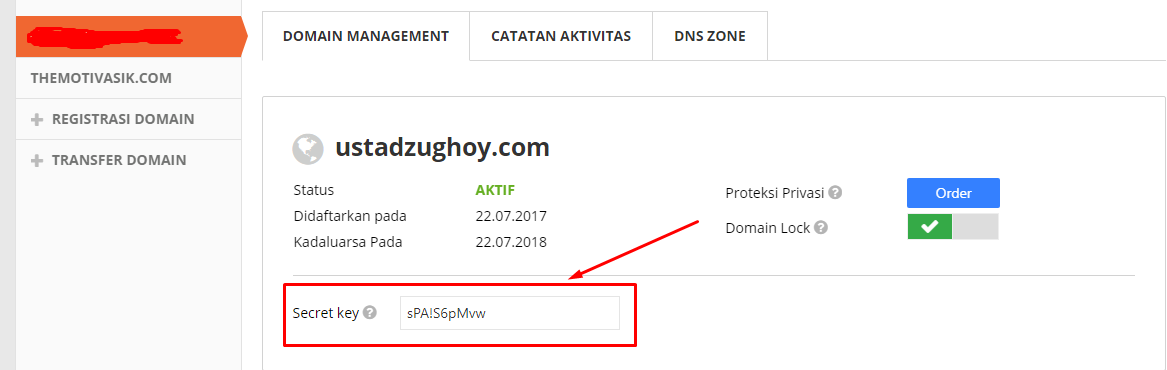 DOMAIN MANAGEMENT
CATATAN AKTIVITAS
DNS ZONE
THEMOTIVASIK.COM
REGISTRASI DOMAIN
TRANSFER DOMAIN
ustadzughoy.com
Status AKTIF
Didaftarkan pada 22.07.2017
Kadaluarsa Pada 22.07.2018
Proteksi Privasi ? Order
Domain Lock ?
Secret key ? sPA!S6pMvw